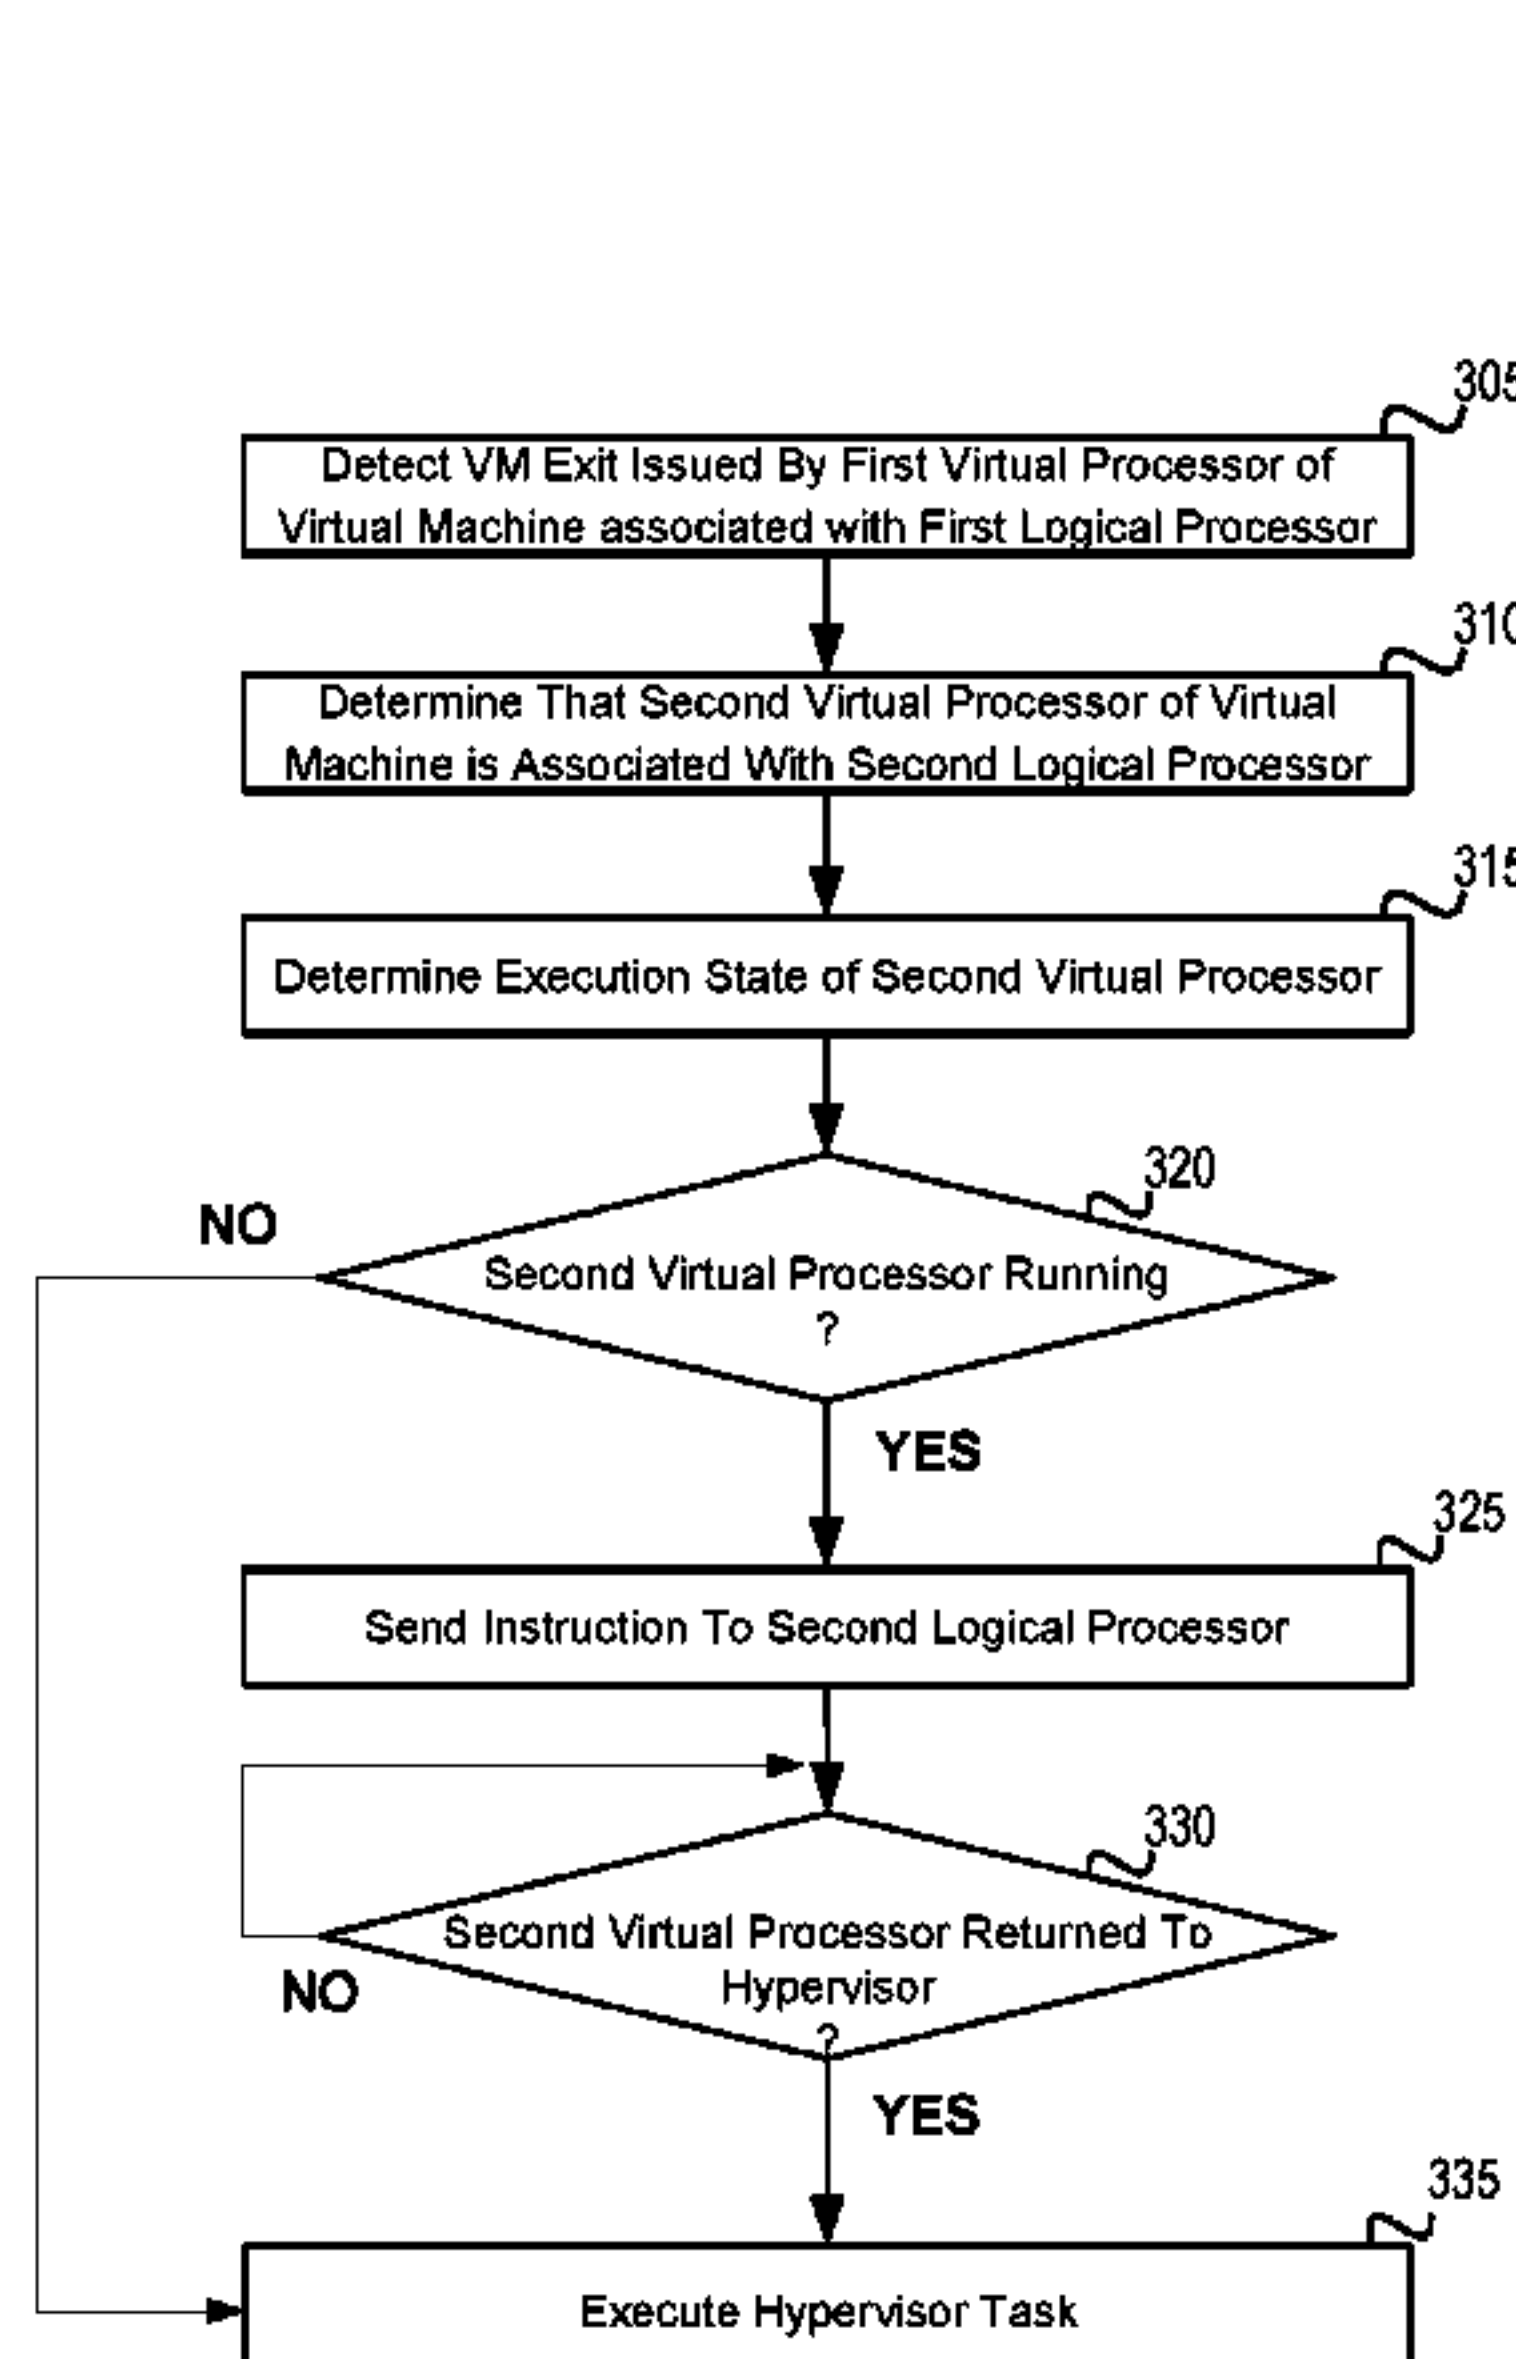 305
Detect VM Exit Issued By First Virtual Processor of
Virtual Machine associated with First Logical Processor
310
Determine That Second Virtual Processor of Virtual
Machine is Associated With Second Logical Processor
315
Determine Execution State of Second Virtual Processor
320
NO
Second Virtual Processor Running
?
YES
325
Send Instruction To Second Logical Processor
330
Second Virtual Processor Returned To
Hypervisor
?
NO
YES
335
Execute Hypervisor Task